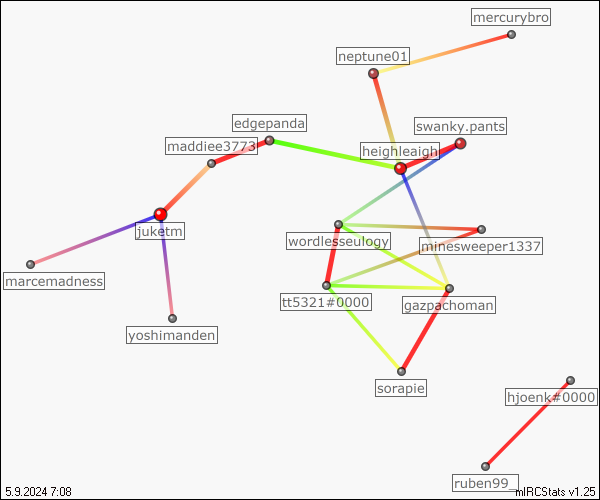 mercurybro
neptune01
edgepanda
swanky.pants
maddiee3773
heighleaigh
juketm
wordlesseulogy
minesweeper1337
marcemadness
tt5321#0000
gazpachoman
yoshimanden
sorapie
hjoenk#0000
ruben99_
5.9.2024 7:08
mIRCStats v1.25